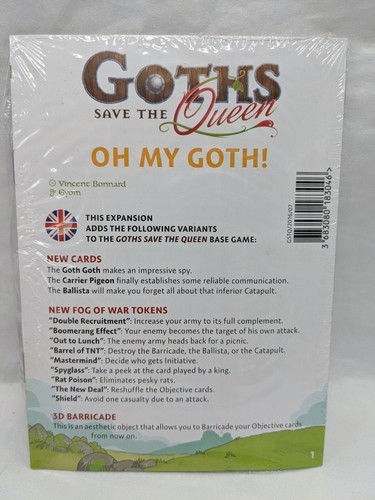 GOTHS
SAVE THE Queen
OH MY GOTH!
Vincent Bonnard
Gyom
THIS EXPANSION
ADDS THE FOLLOWING VARIANTS
TO THE GOTHS SAVE THE QUEEN BASE GAME:
GSTQ/2016/07
3 683080 183046
NEW CARDS
The Goth Goth makes an impressive spy.
The Carrier Pigeon finally establishes some reliable communication.
The Ballista will make you forget all about that inferior Catapult.
NEW FOG OF WAR TOKENS
"Double Recruitment": Increase your army to its full complement.
"Boomerang Effect": Your enemy becomes the target of his own attack.
"Out to Lunch": The enemy army heads back for a picnic.
"Barrel of TNT": Destroy the Barricade, the Ballista, or the Catapult.
"Mastermind": Decide who gets Initiative.
"Spyglass": Take a peek at the card played by a king.
"Rat Poison": Eliminates pesky rats.
"The New Deal": Reshuffle the Objective cards.
"Shield": Avoid one casualty due to an attack.
3D BARRICADE
This is an aesthetic object that allows you to Barricade your Objective cards
from now on.
1